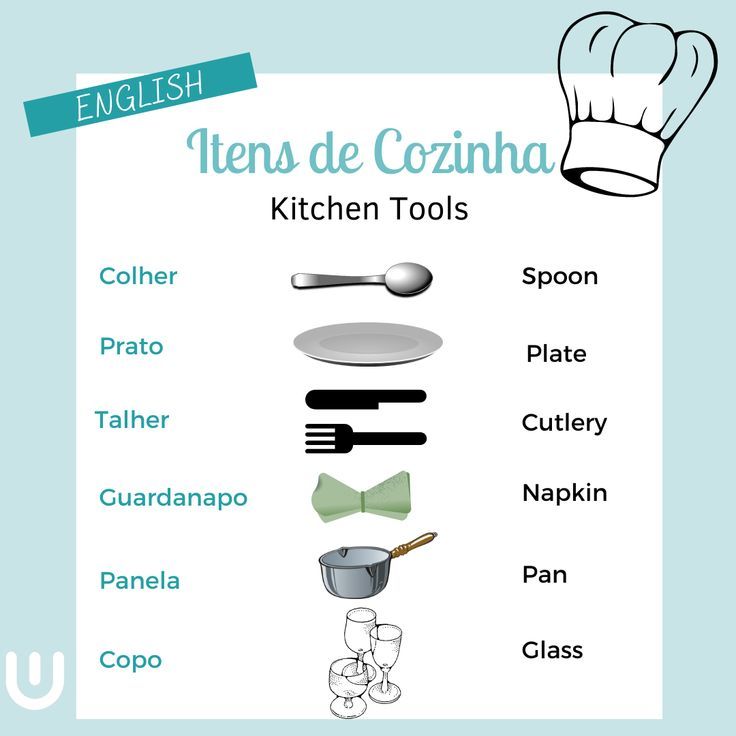 ENGLISH
Itens de Cozinha
Kitchen Tools
Colher Spoon
Prato Plate
Talher Cutlery
Guardanapo Napkin
Panela Pan
Copo Glass